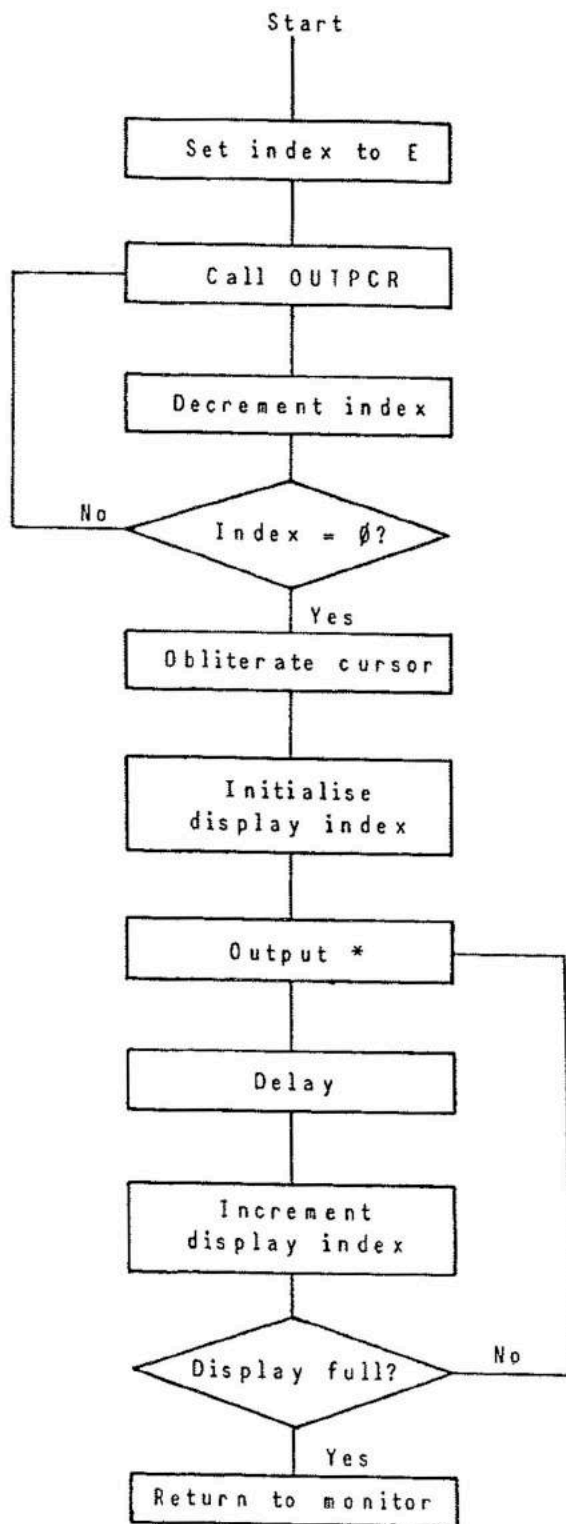 Start
Set index to E
Call OUTPCR
Decrement index
No
Index = Ø?
Yes
Obliterate cursor
Initialise
display index
Output *
Delay
Increment
display index
Display full?
No
Yes
Return to monitor